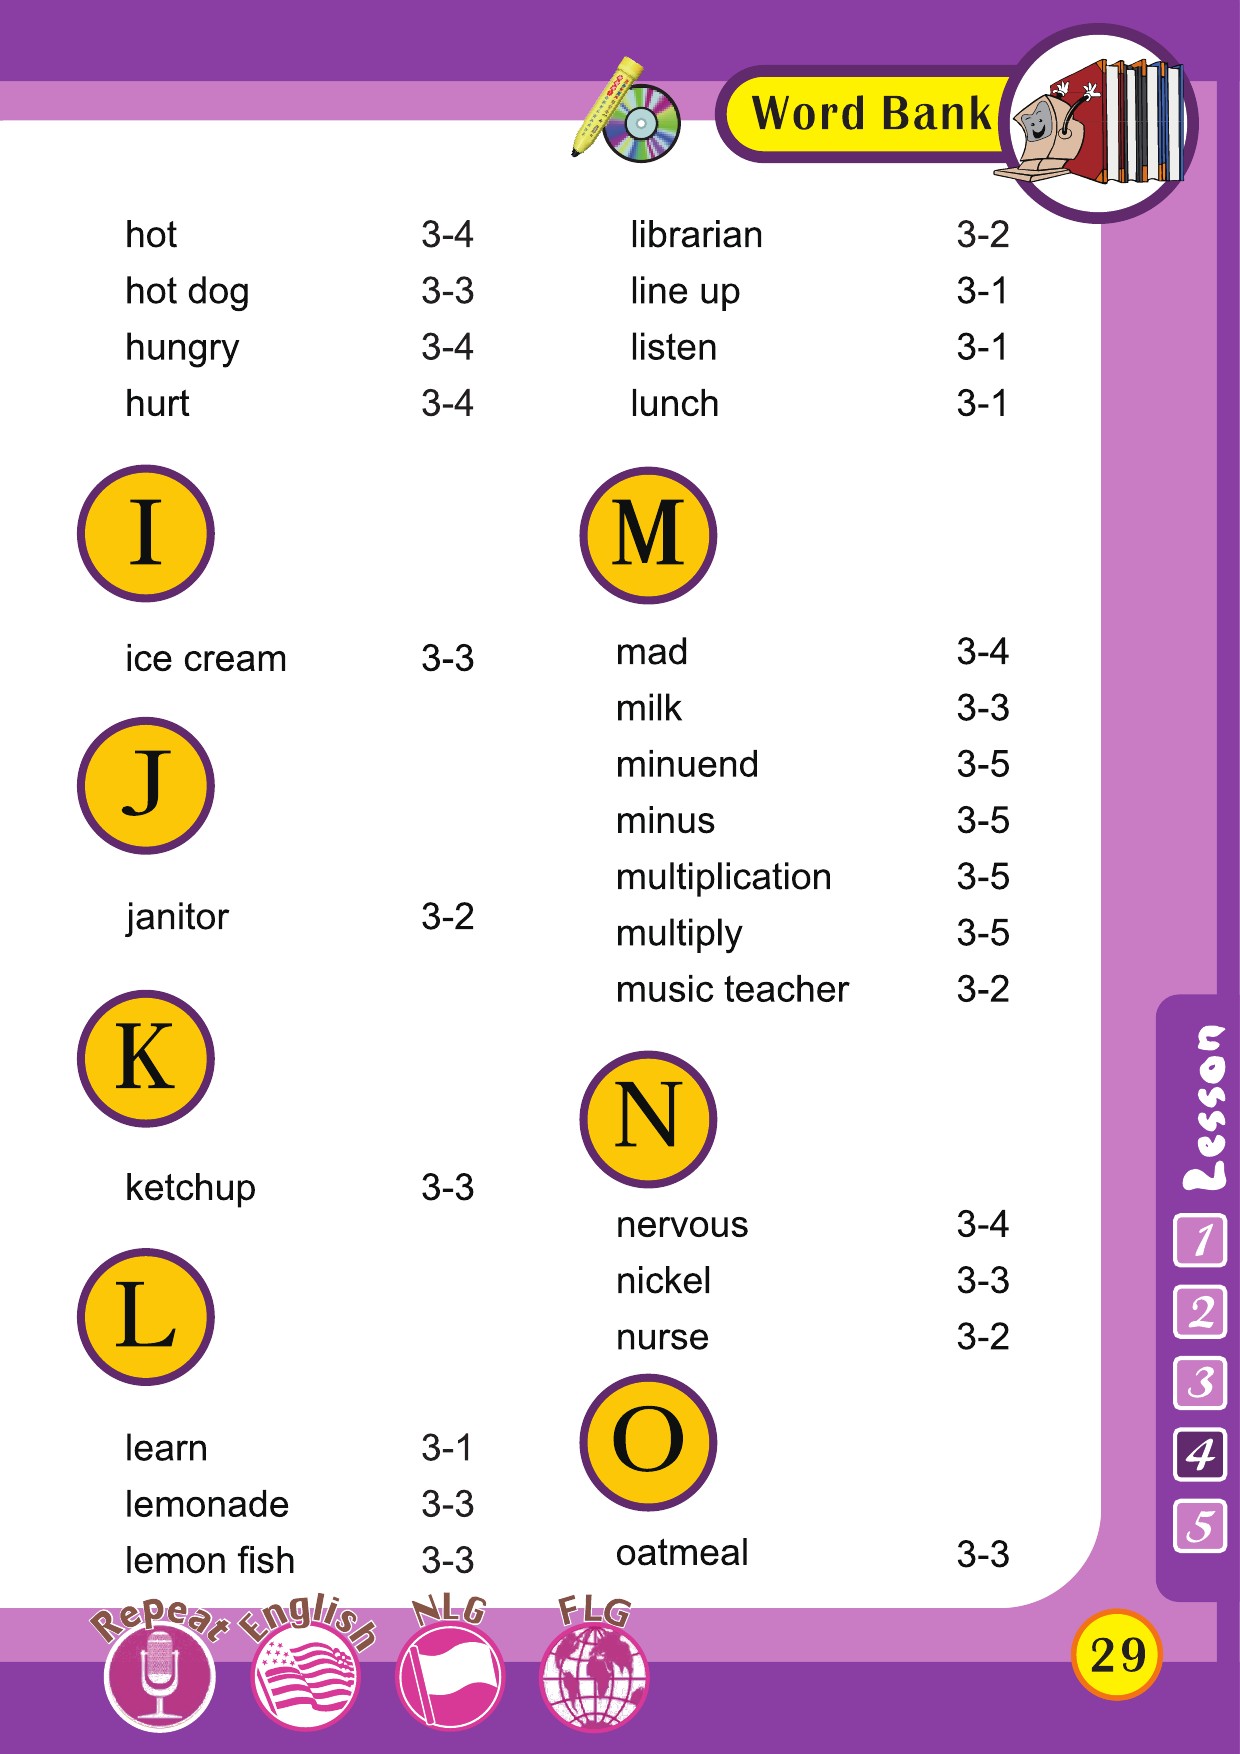 Word Bank
hot 3-4
hot dog 3-3
hungry 3-4
hurt 3-4
I
ice cream 3-3
J
janitor 3-2
K
ketchup 3-3
L
learn 3-1
lemonade 3-3
lemon fish 3-3
librarian 3-2
line up 3-1
listen 3-1
lunch 3-1
M
mad 3-4
milk 3-3
minuend 3-5
minus 3-5
multiplication 3-5
multiply 3-5
music teacher 3-2
N
nervous 3-4
nickel 3-3
nurse 3-2
O
oatmeal 3-3
Lesson
1
2
3
4
5
Repeat
English
NLG
FLG
29